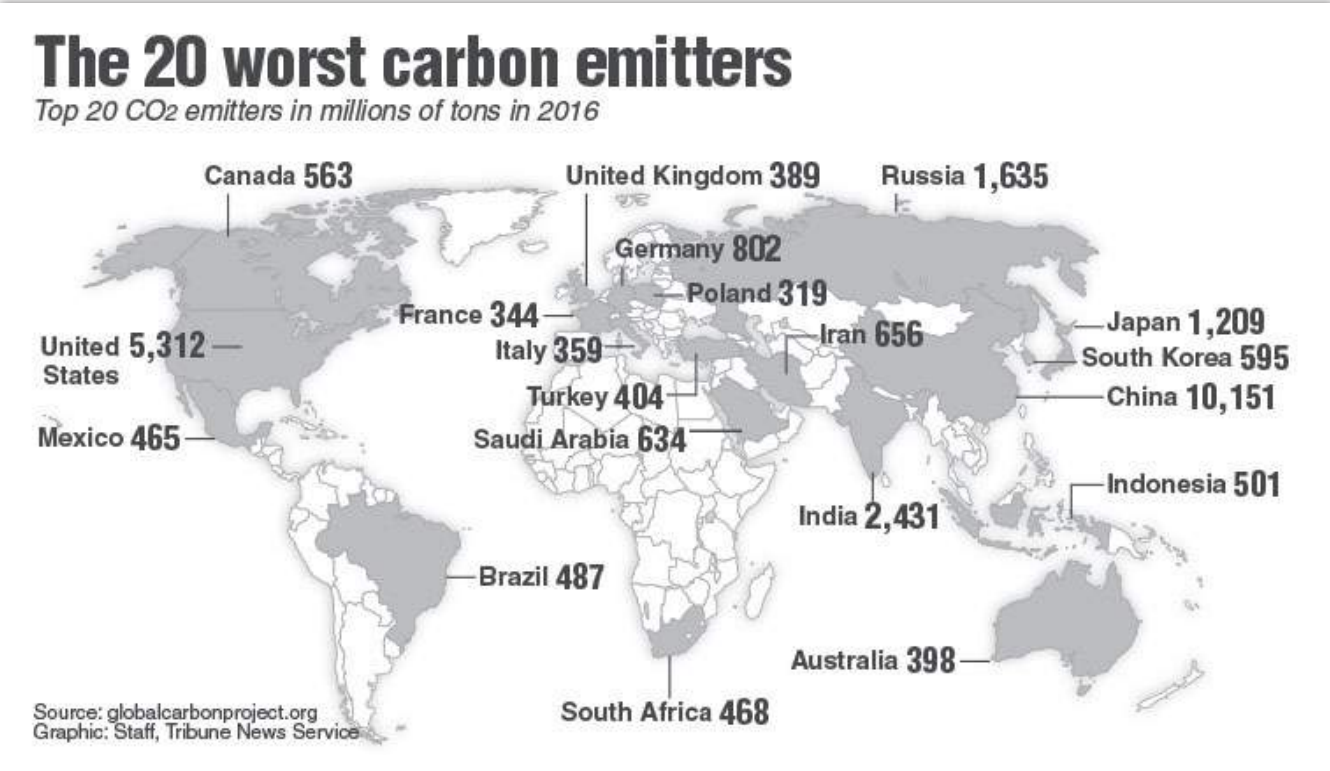 The 20 worst carbon emitters
Top 20 CO2 emitters in millions of tons in 2016
Canada 563
United Kingdom 389
Russia 1,635
Germany 802
Poland 319
France 344
Iran 656
Japan 1,209
United 5,312
States
Italy 359
South Korea 595
Turkey 404
China 10,151
Mexico 465
Saudi Arabia 634
Indonesia 501
India 2,431
Brazil 487
Australia 398
South Africa 468
Source: globalcarbonproject.org
Graphic: Staff, Tribune News Service